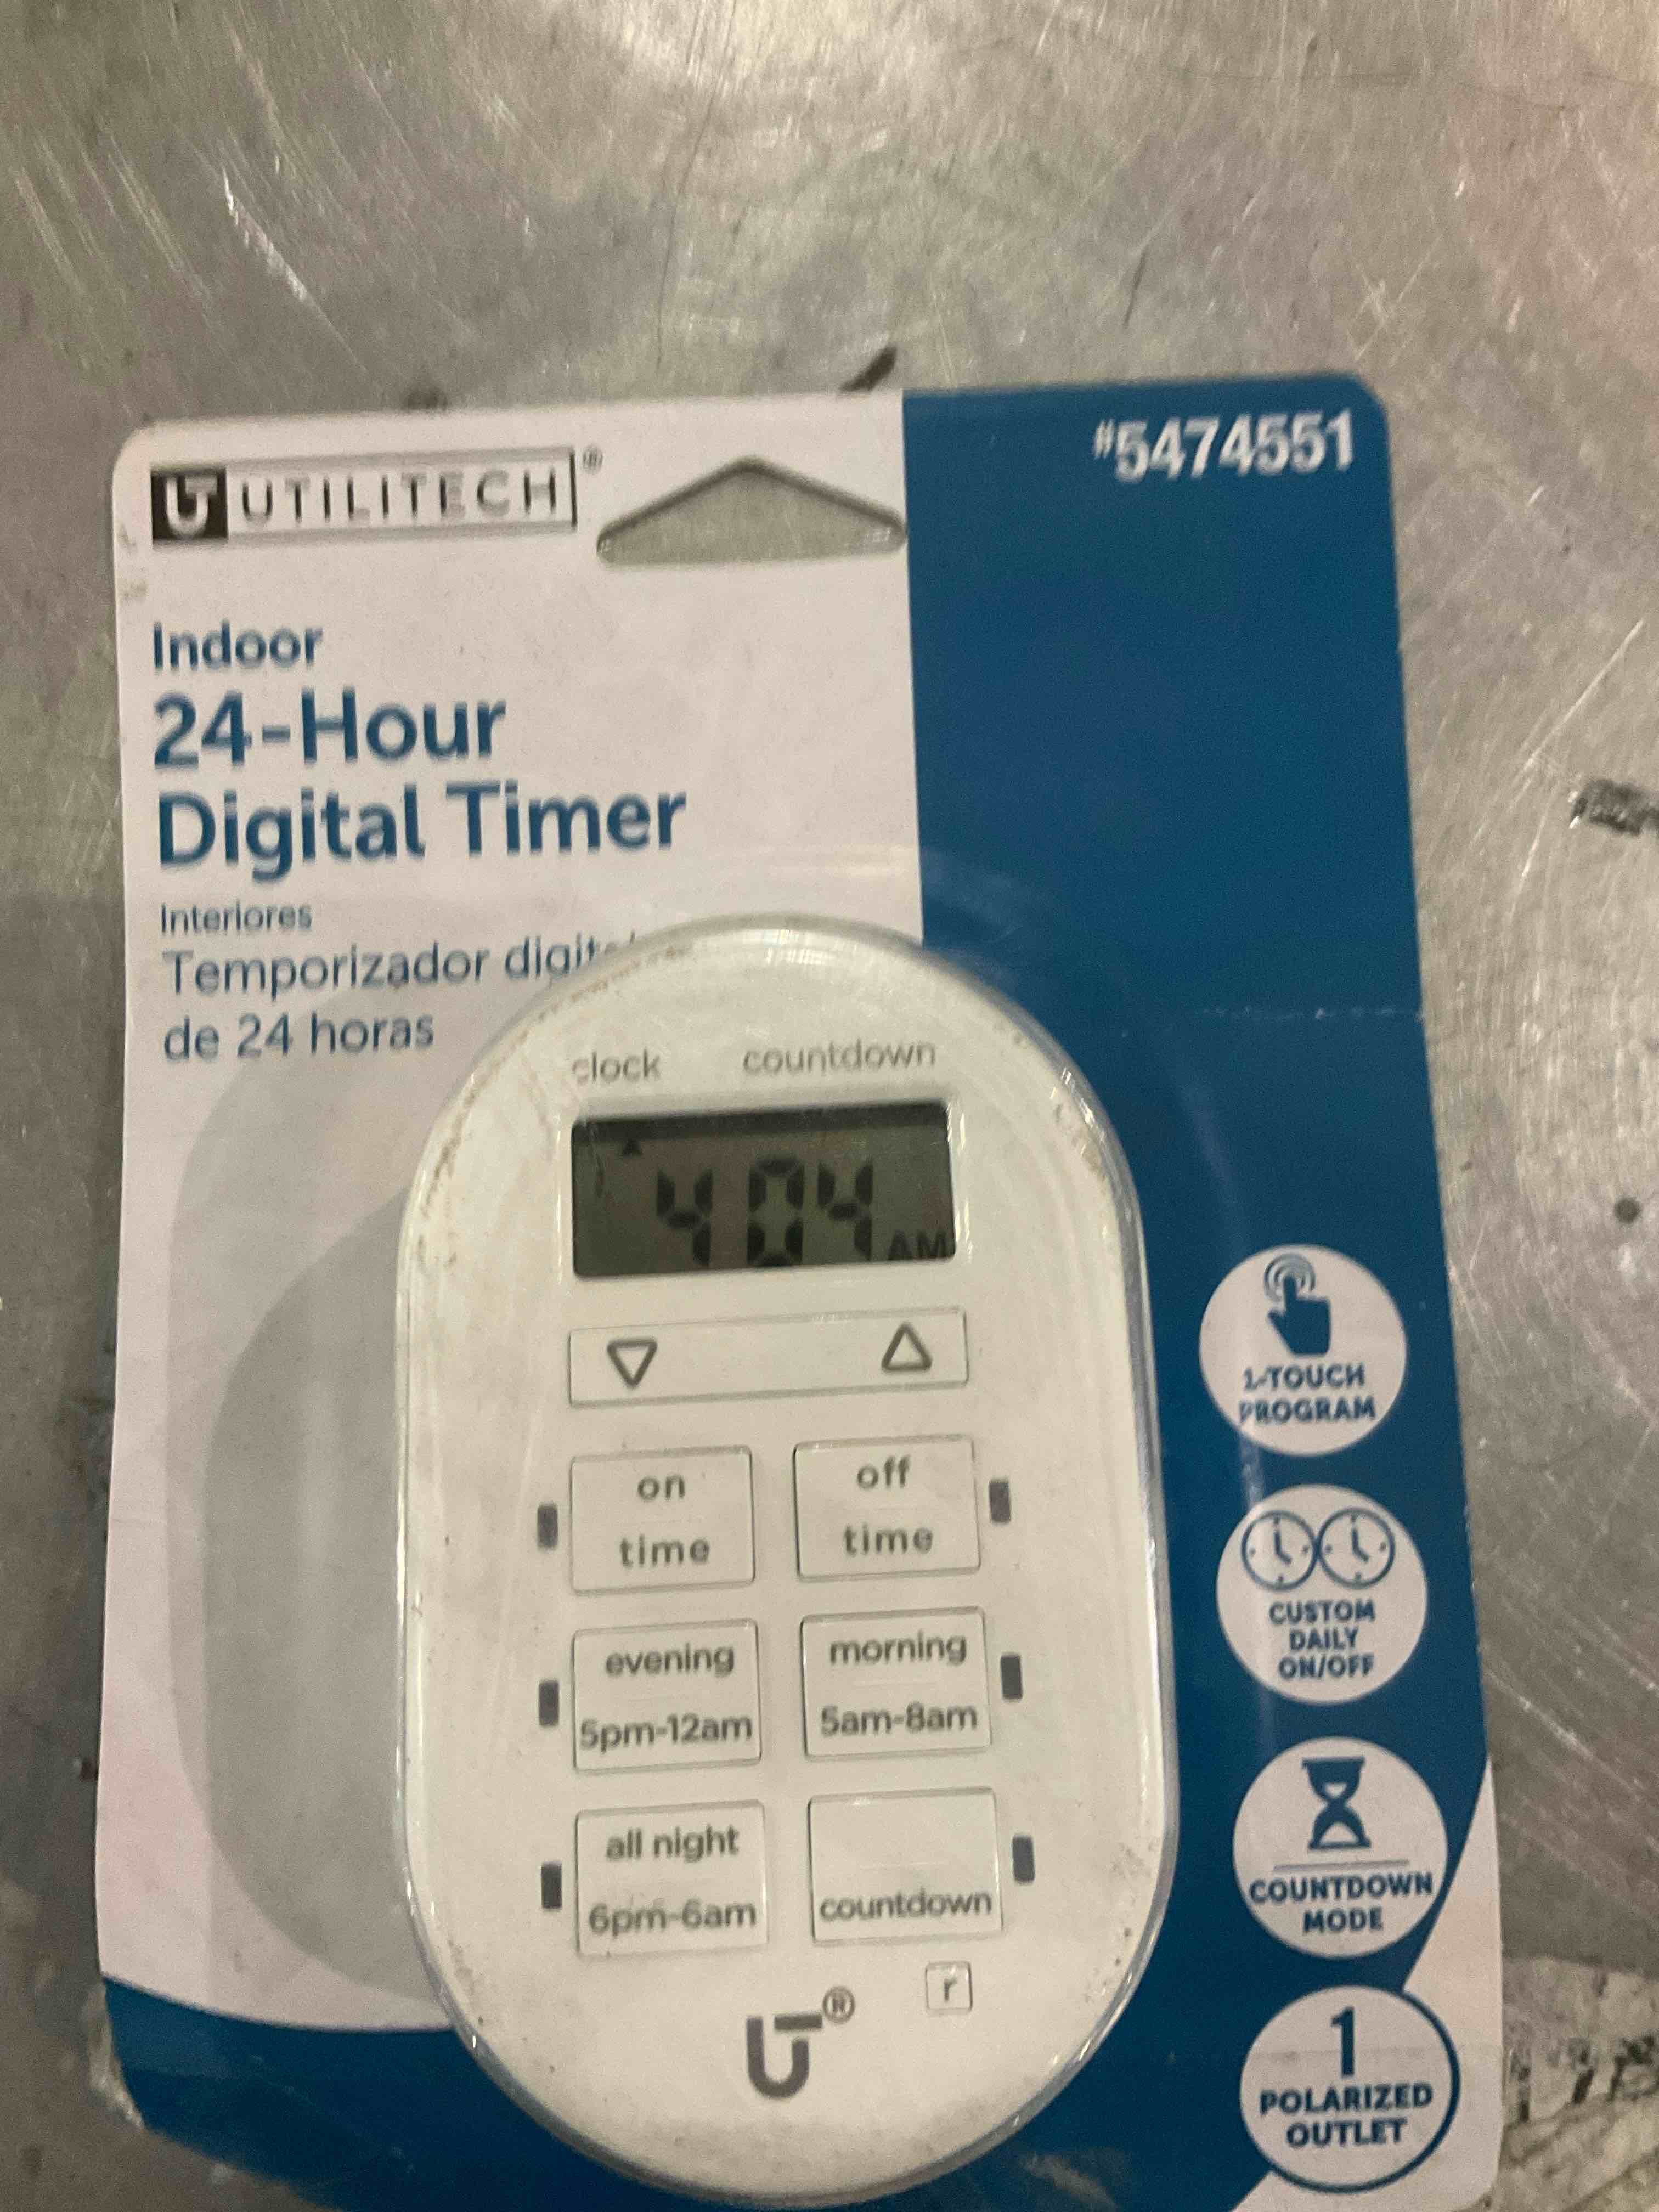 UT UTILITECH®
#5474551
Indoor
24-Hour
Digital Timer
Interiores
Temporizador
de 24 horas
clock countdown
4 04 AM
on
time
off
time
evening
5pm-12am
morning
5am-8am
all night
6pm-6am
countdown
r
UT®
1-TOUCH
PROGRAM
CUSTOM
DAILY
ON/OFF
COUNTDOWN
MODE
1
POLARIZED
OUTLET